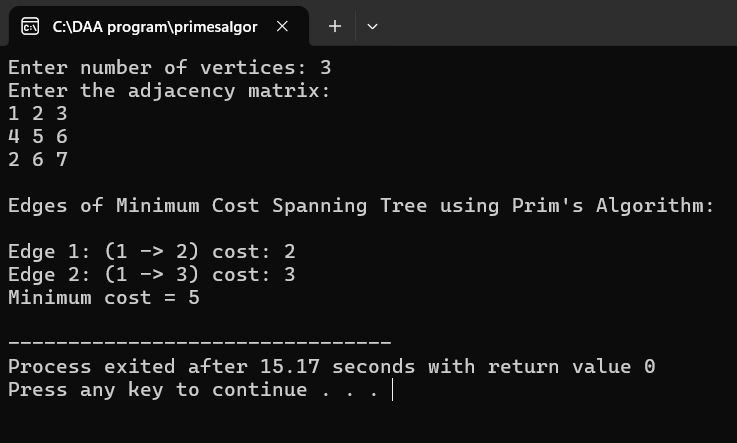 C:\DAA program\primesalgor
Enter number of vertices: 3
Enter the adjacency matrix:
1 2 3
4 5 6
2 6 7
Edges of Minimum Cost Spanning Tree using Prim's Algorithm:
Edge 1: (1 -> 2) cost: 2
Edge 2: (1 -> 3) cost: 3
Minimum cost = 5
--------------------------------
Process exited after 15.17 seconds with return value 0
Press any key to continue . . .